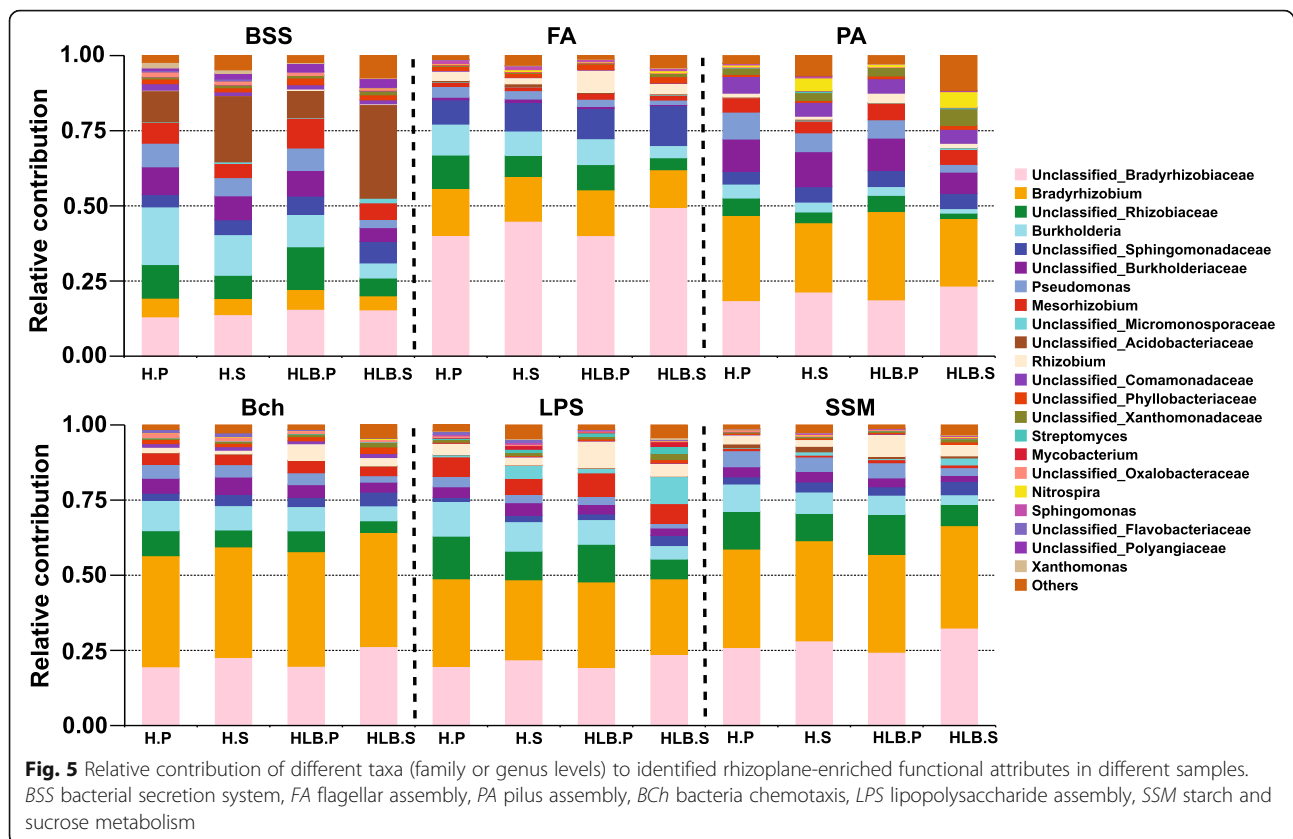 BSS FA PA
Relative contribution
1.00
0.75
0.50
0.25
0.00
H.P H.S HLB.P HLB.S H.P H.S HLB.P HLB.S H.P H.S HLB.P HLB.S
Bch LPS SSM
Relative contribution
1.00
0.75
0.50
0.25
0.00
H.P H.S HLB.P HLB.S H.P H.S HLB.P HLB.S H.P H.S HLB.P HLB.S
Unclassified_Bradyrhizobiaceae
Bradyrhizobium
Unclassified_Rhizobiaceae
Burkholderia
Unclassified_Sphingomonadaceae
Unclassified_Burkholderiaceae
Pseudomonas
Mesorhizobium
Unclassified_Micromonosporaceae
Unclassified_Acidobacteriaceae
Rhizobium
Unclassified_Comamonadaceae
Unclassified_Phyllobacteriaceae
Unclassified_Xanthomonadaceae
Streptomyces
Mycobacterium
Unclassified_Oxalobacteraceae
Nitrospira
Sphingomonas
Unclassified_Flavobacteriaceae
Unclassified_Polyangiaceae
Xanthomonas
Others
Fig. 5 Relative contribution of different taxa (family or genus levels) to identified rhizoplane-enriched functional attributes in different samples.
BSS bacterial secretion system, FA flagellar assembly, PA pilus assembly, BCh bacteria chemotaxis, LPS lipopolysaccharide assembly, SSM starch and
sucrose metabolism